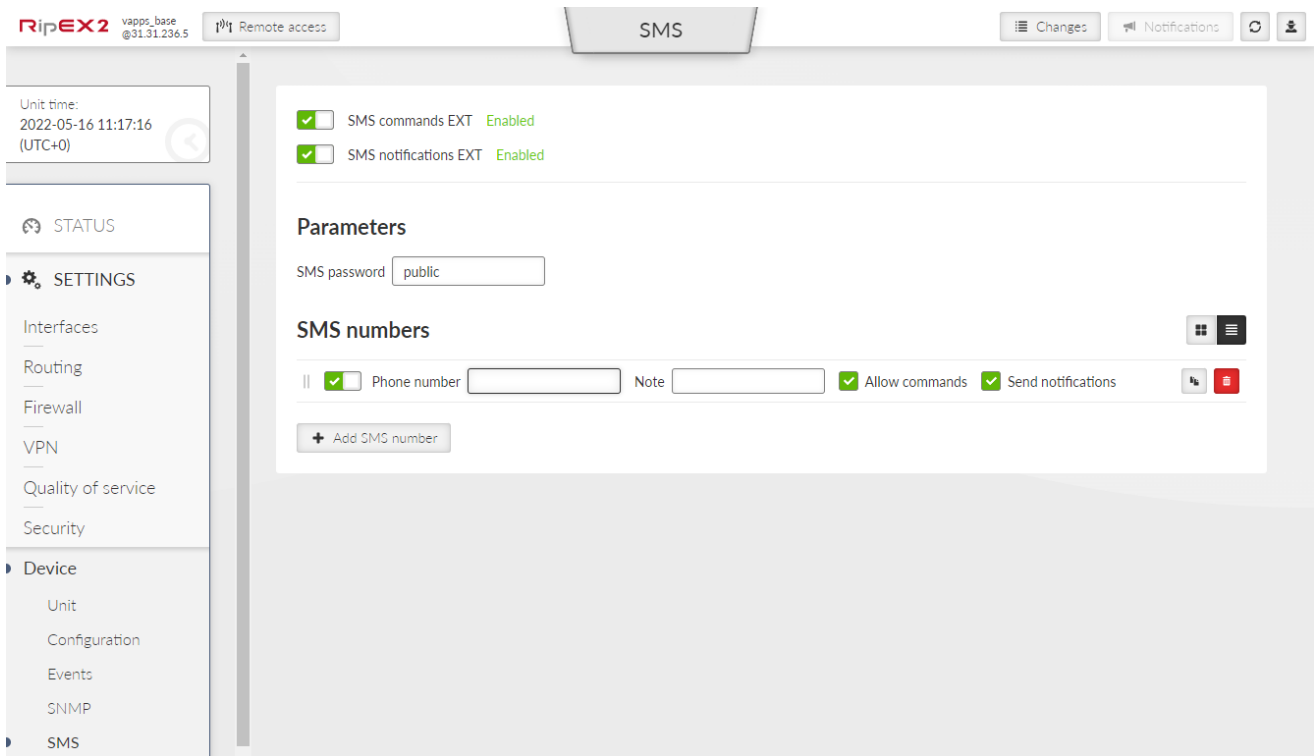 RipEX2
vapps_base
@31.31.236.5
Remote access
SMS
Changes
Notifications
Unit time:
2022-05-16 11:17:16
(UTC+0)
STATUS
SETTINGS
Interfaces
Routing
Firewall
VPN
Quality of service
Security
Device
Unit
Configuration
Events
SNMP
SMS
SMS commands EXT Enabled
SMS notifications EXT Enabled
Parameters
SMS password public
SMS numbers
Phone number Note Allow commands Send notifications
Add SMS number